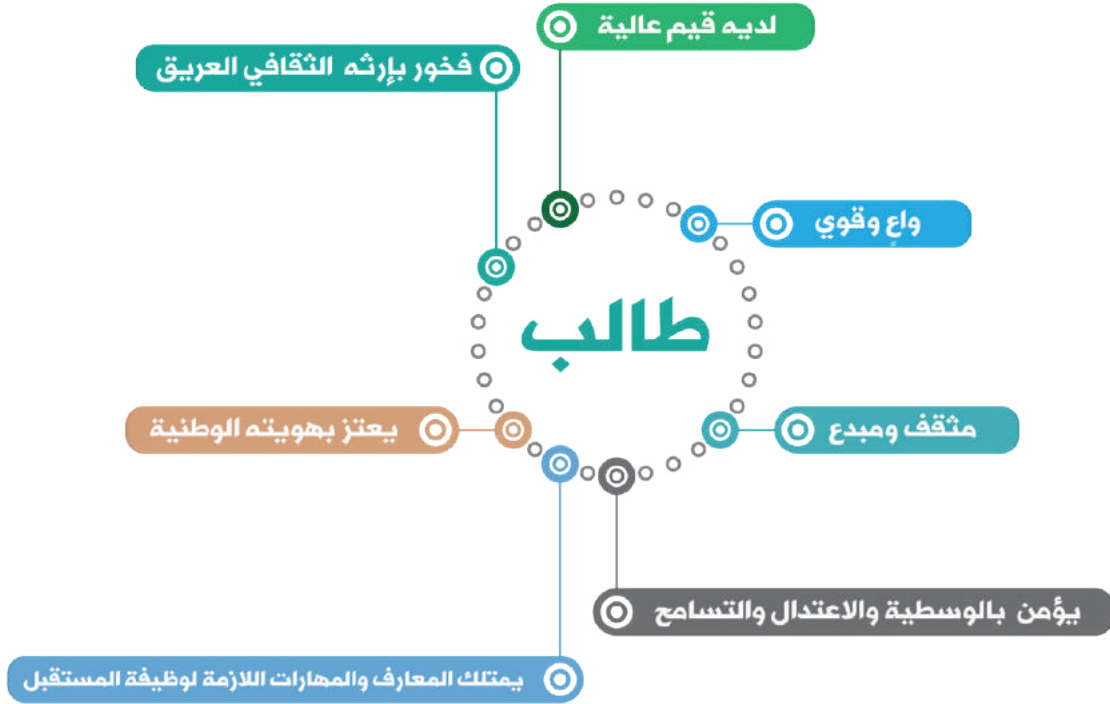 لديه قيم عالية
فخور بإرثه الثقافي العريق
واعٍ وقوي
طالب
مثقف ومبدع
يعتز بهويته الوطنية
يؤمن بالوسطية والاعتدال والتسامح
يمتلك المعارف والمهارات اللازمة لوظيفة المستقبل